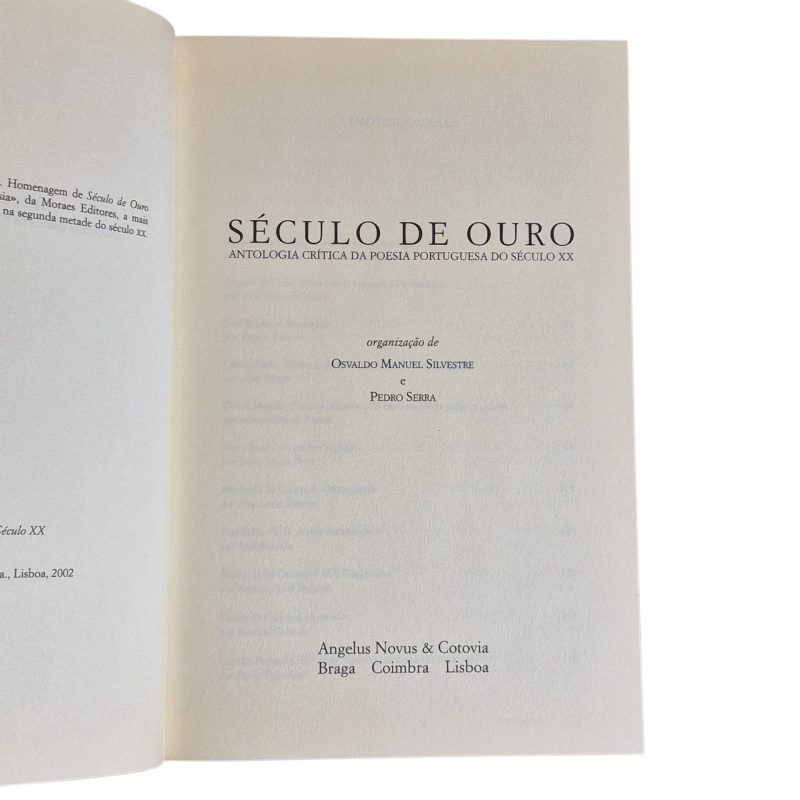 . Homenagem de Século de Ouro
sia», da Moraes Editores, a mais
na segunda metade do século XX.
Século XX
a., Lisboa, 2002
SÉCULO DE OURO
ANTOLOGIA CRÍTICA DA POESIA PORTUGUESA DO SÉCULO XX
organização de
OSVALDO MANUEL SILVESTRE
e
PEDRO SERRA
Angelus Novus & Cotovia
Braga Coimbra Lisboa